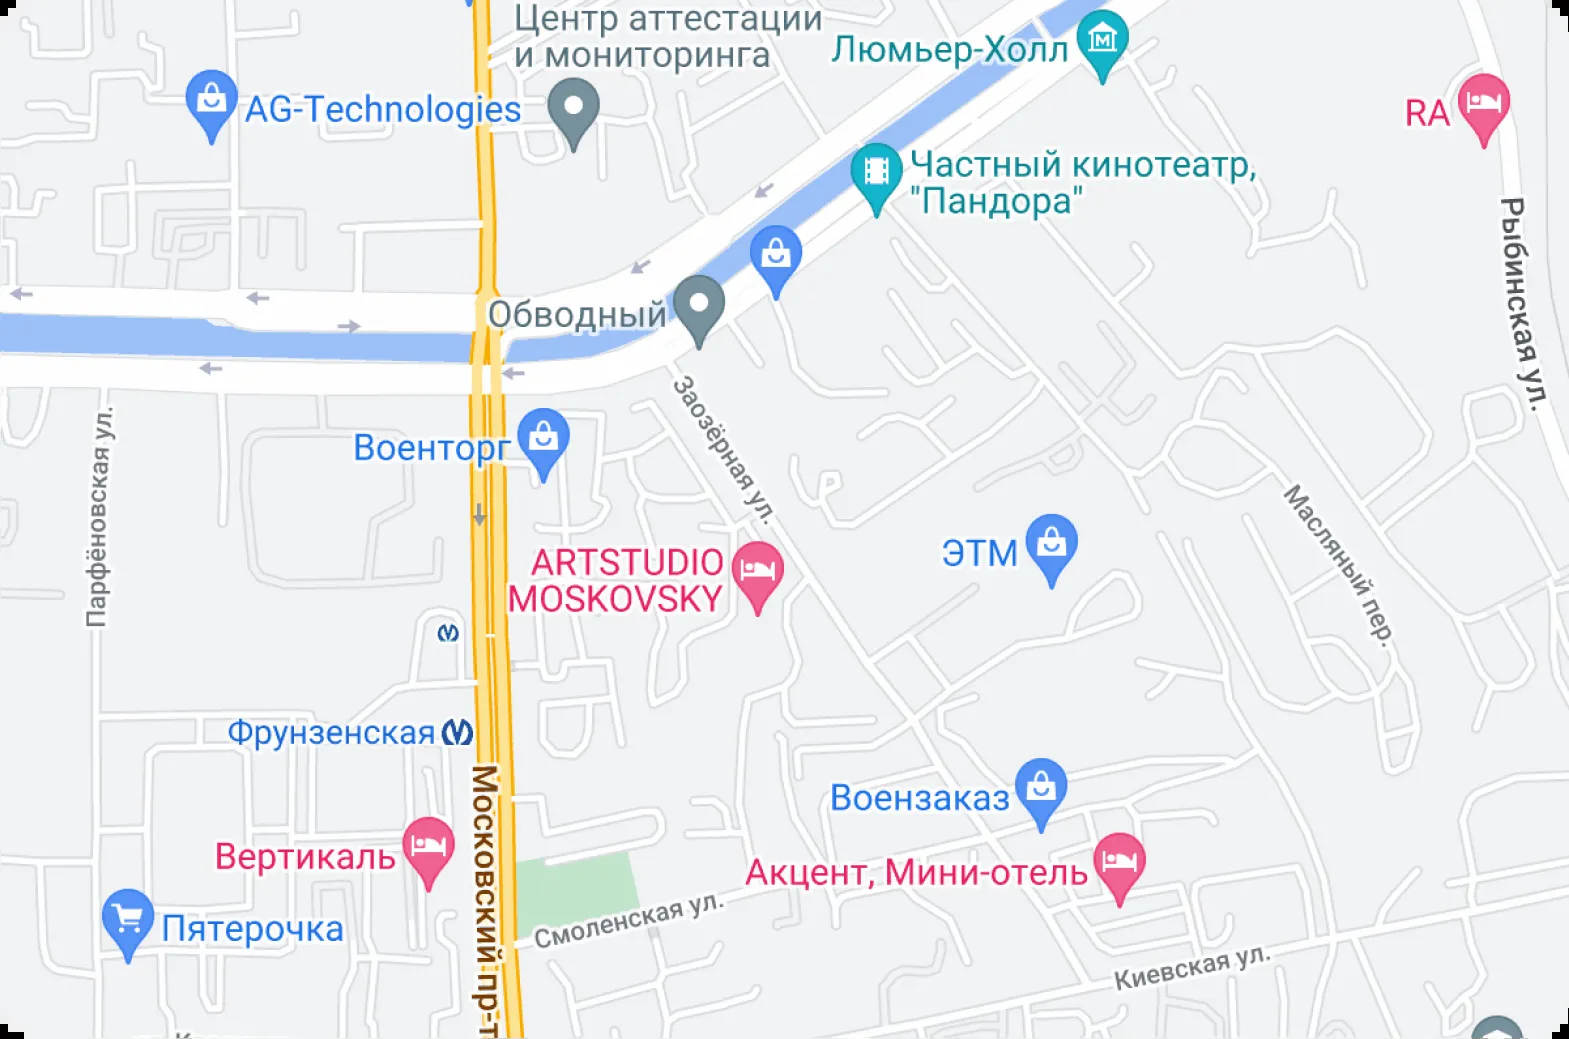 Центр аттестации
и мониторинга
Люмьер-Холл
AG-Technologies
RA
Частный кинотеатр,
"Пандора"
Рыбинская ул.
Обводный
Заозёрная ул.
Военторг
Парфёновская ул.
Масляный пер.
ЭТМ
ARTSTUDIO
MOSKOVSKY
Фрунзенская
Московский пр-т
Воензаказ
Вертикаль
Акцент, Мини-отель
Пятерочка
Смоленская ул.
Киевская ул.